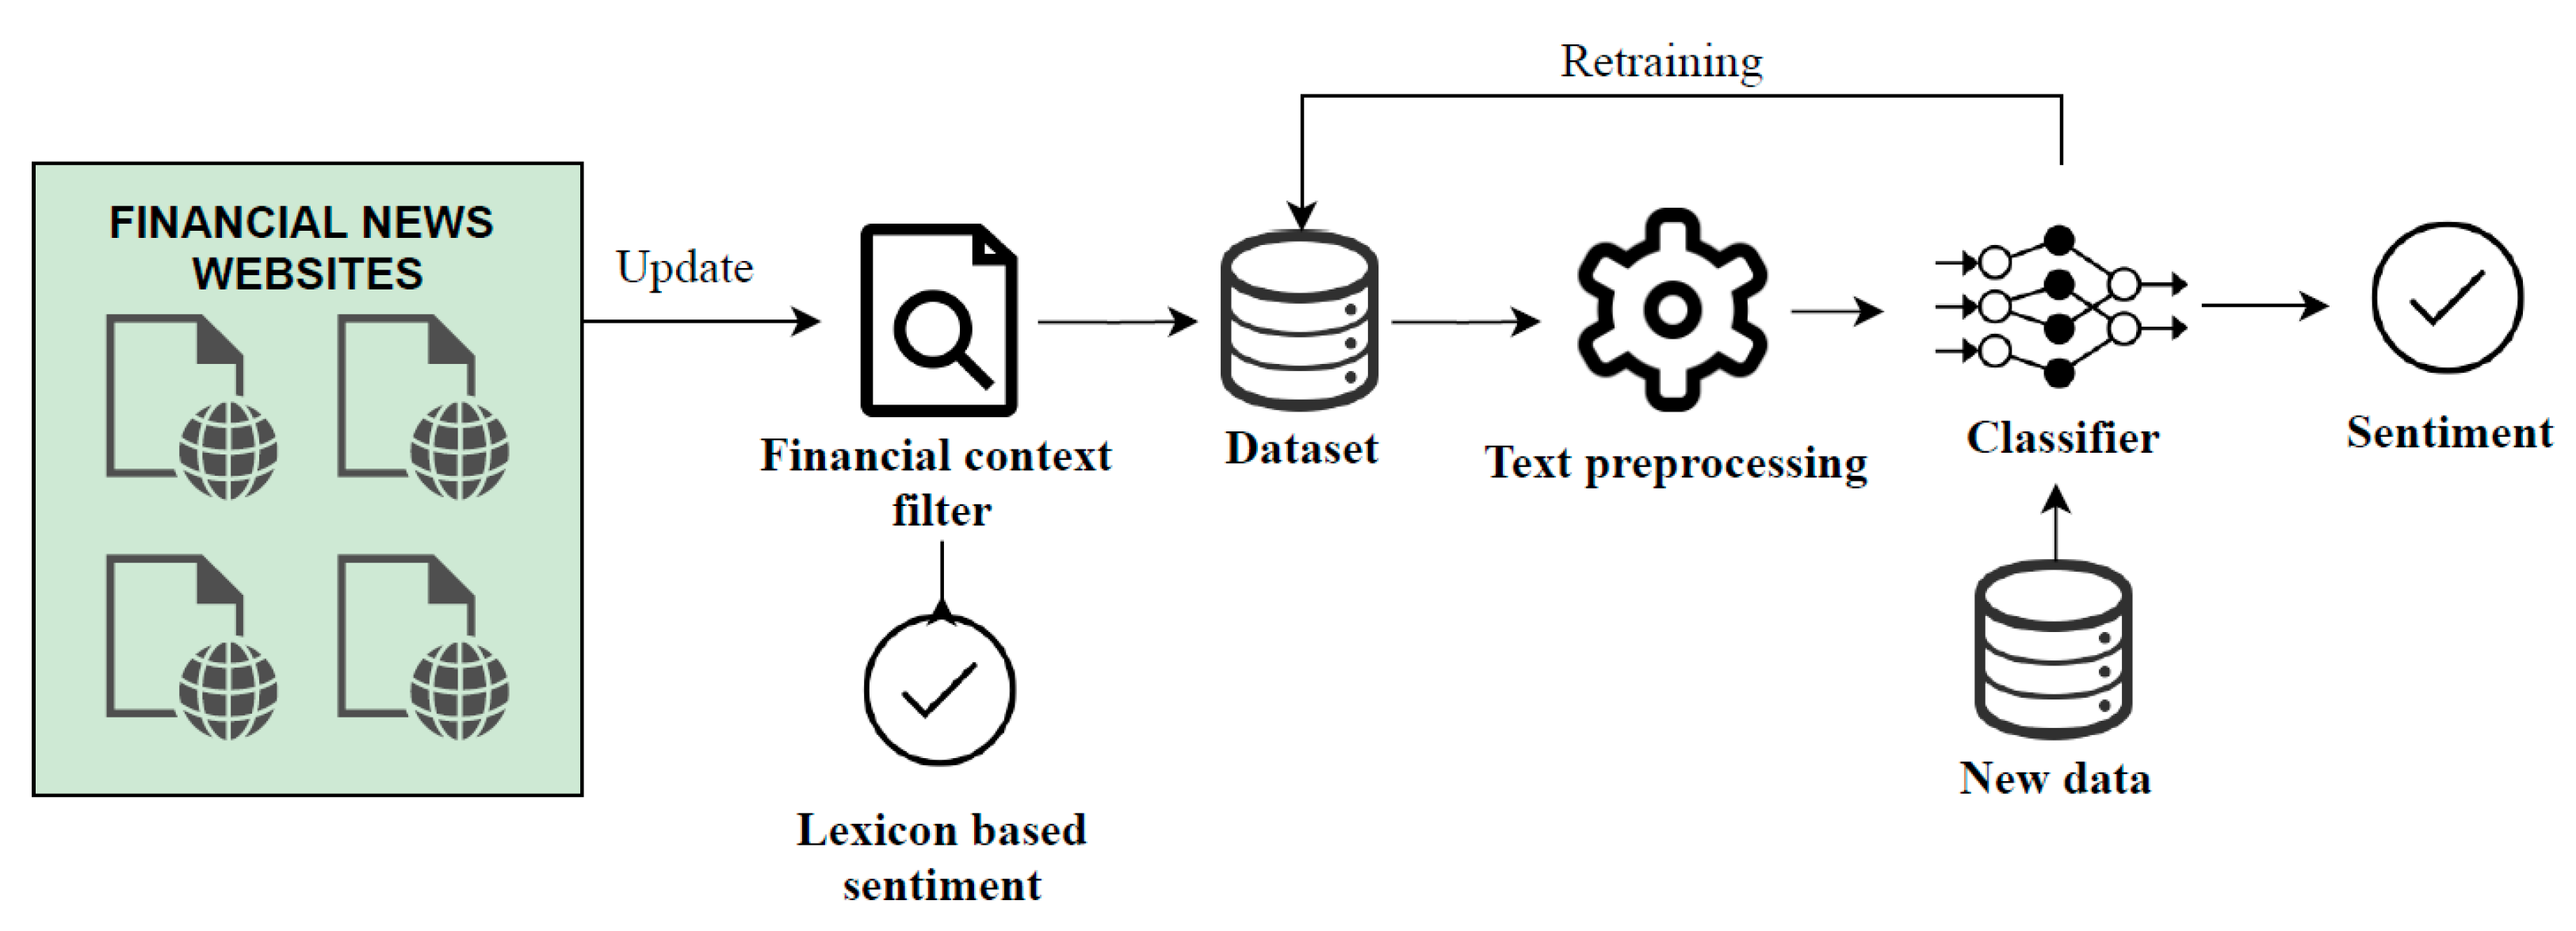 Retraining
FINANCIAL NEWS
WEBSITES
Update
Financial context
filter
Dataset
Text preprocessing
Classifier
Sentiment
New data
Lexicon based
sentiment